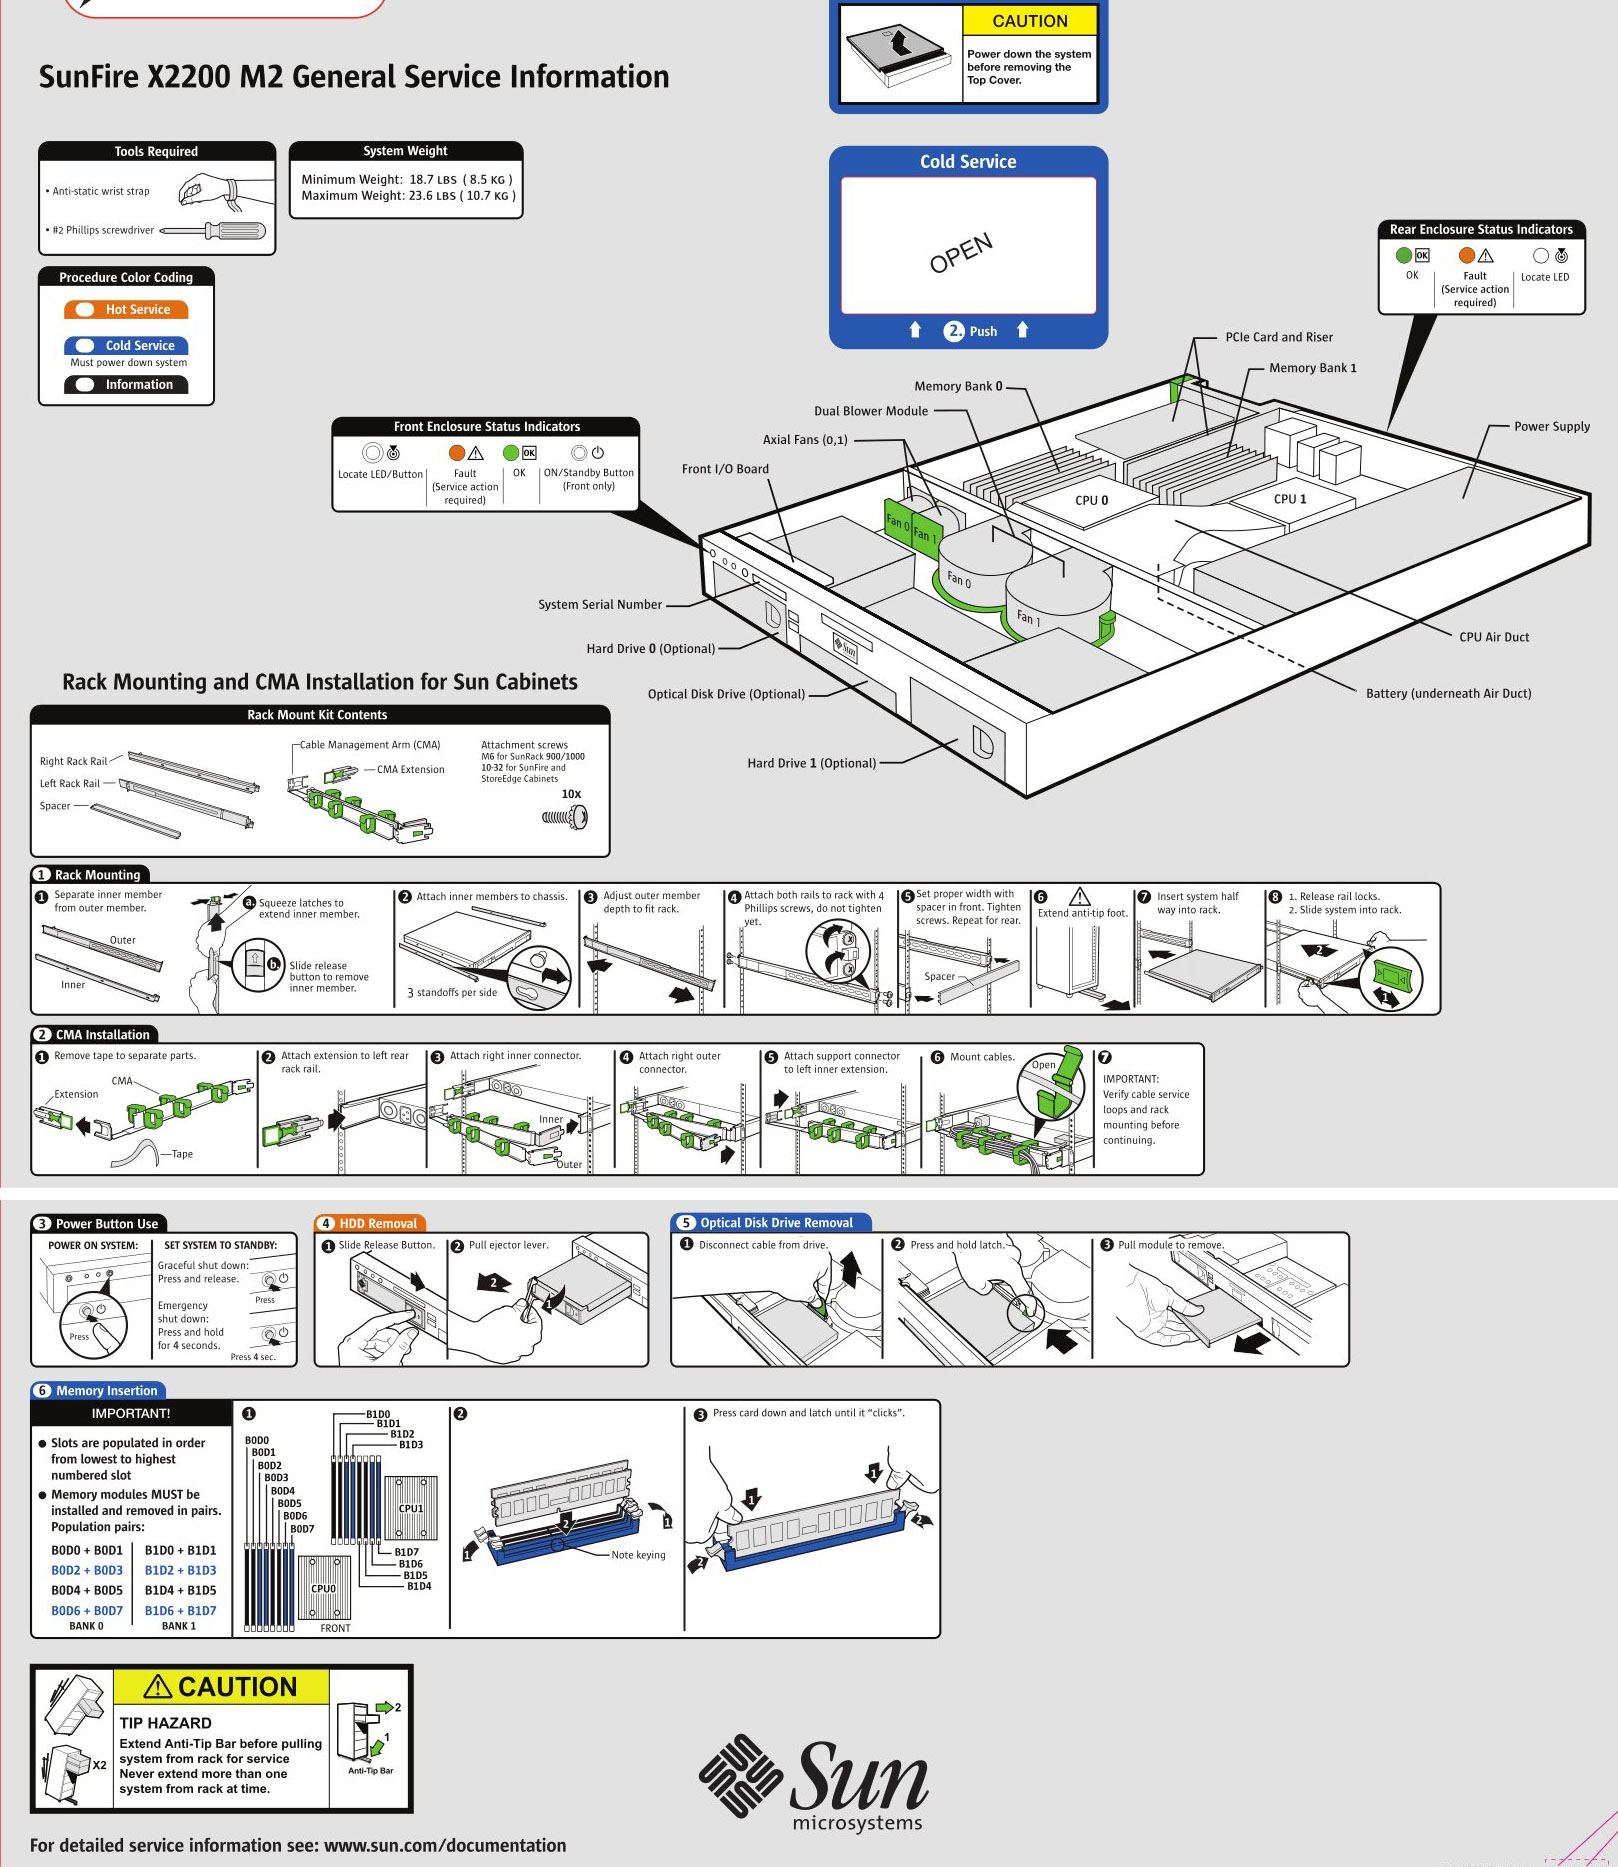 CAUTION
Power down the system
before removing the
Top Cover.
SunFire X2200 M2 General Service Information
Tools Required
• Anti-static wrist strap
• #2 Phillips screwdriver
System Weight
Minimum Weight: 18.7 LBS ( 8.5 KG )
Maximum Weight: 23.6 LBS ( 10.7 KG )
Procedure Color Coding
Hot Service
Cold Service
Must power down system
Information
Cold Service
OPEN
2. Push
Rear Enclosure Status Indicators
OK
OK
Fault
(Service action
required)
Locate LED
Front Enclosure Status Indicators
OK
Locate LED/Button
Fault
(Service action
required)
OK
ON/Standby Button
(Front only)
PCIe Card and Riser
Memory Bank 1
Memory Bank 0
Dual Blower Module
Axial Fans (0,1)
Front I/O Board
Power Supply
CPU 0
CPU 1
Fan 0
Fan 1
Fan 0
Fan 1
Sun
System Serial Number
Hard Drive 0 (Optional)
Optical Disk Drive (Optional)
Hard Drive 1 (Optional)
CPU Air Duct
Battery (underneath Air Duct)
Rack Mounting and CMA Installation for Sun Cabinets
Rack Mount Kit Contents
Right Rack Rail
Left Rack Rail
Spacer
Cable Management Arm (CMA)
CMA Extension
Attachment screws
M6 for SunRack 900/1000
10-32 for SunFire and
StoreEdge Cabinets
10x
1 Rack Mounting
1 Separate inner member
from outer member.
Outer
Inner
a. Squeeze latches to
extend inner member.
b. Slide release
button to remove
inner member.
2 Attach inner members to chassis.
3 standoffs per side
3 Adjust outer member
depth to fit rack.
4 Attach both rails to rack with 4
Phillips screws, do not tighten
yet.
5 Set proper width with
spacer in front. Tighten
screws. Repeat for rear.
Spacer
6
Extend anti-tip foot.
7 Insert system half
way into rack.
8 1. Release rail locks.
2. Slide system into rack.
2
1
2 CMA Installation
1 Remove tape to separate parts.
CMA
Extension
Tape
2 Attach extension to left rear
rack rail.
3 Attach right inner connector.
Inner
Outer
4 Attach right outer
connector.
5 Attach support connector
to left inner extension.
6 Mount cables.
Open
7
IMPORTANT:
Verify cable service
loops and rack
mounting before
continuing.
3 Power Button Use
POWER ON SYSTEM:
Press
SET SYSTEM TO STANDBY:
Graceful shut down:
Press and release.
Press
Emergency
shut down:
Press and hold
for 4 seconds.
Press 4 sec.
4 HDD Removal
1 Slide Release Button.
2 Pull ejector lever.
2
1
5 Optical Disk Drive Removal
1 Disconnect cable from drive.
2 Press and hold latch.
3 Pull module to remove.
6 Memory Insertion
IMPORTANT!
● Slots are populated in order
from lowest to highest
numbered slot
● Memory modules MUST be
installed and removed in pairs.
Population pairs:
B0D0 + B0D1 B1D0 + B1D1
B0D2 + B0D3 B1D2 + B1D3
B0D4 + B0D5 B1D4 + B1D5
B0D6 + B0D7 B1D6 + B1D7
BANK 0 BANK 1
1
B1D0
B1D1
B1D2
B1D3
B0D0
B0D1
B0D2
B0D3
B0D4
B0D5
B0D6
B0D7
CPU1
B1D7
B1D6
B1D5
B1D4
CPU0
FRONT
2
1
2
1
Note keying
3 Press card down and latch until it "clicks".
1
1
2
2
CAUTION
TIP HAZARD
Extend Anti-Tip Bar before pulling
system from rack for service
Never extend more than one
system from rack at time.
X2
2
1
Anti-Tip Bar
Sun
microsystems
For detailed service information see: www.sun.com/documentation